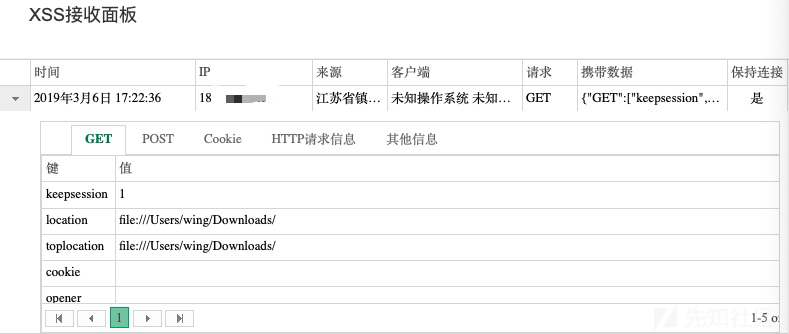 XSS接收面板
时间 IP 来源 客户端 请求 携带数据 保持连接
2019年3月6日 17:22:36 18 江苏省镇... 未知操作系统 未知... GET {"GET":["keepsession",... 是
GET POST Cookie HTTP请求信息 其他信息
键 值
keepsession 1
location file:///Users/wing/Downloads/
toplocation file:///Users/wing/Downloads/
cookie
opener
1 1-5 o
先知社